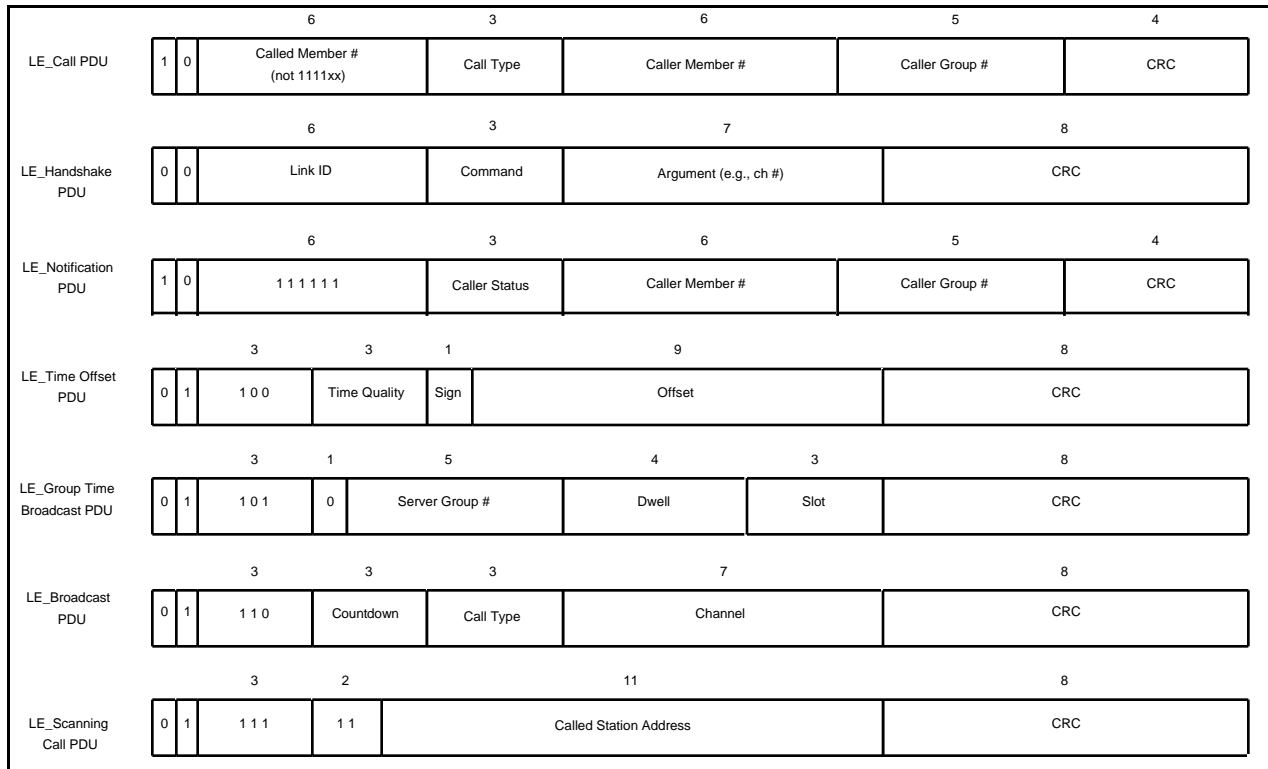 6 3 6 5 4
LE_Call PDU 1 0 Called Member # (not 1111xx) Call Type Caller Member # Caller Group # CRC
6 3 7 8
LE_Handshake PDU 0 0 Link ID Command Argument (e.g., ch #) CRC
6 3 6 5 4
LE_Notification PDU 1 0 1 1 1 1 1 1 Caller Status Caller Member # Caller Group # CRC
3 3 1 9 8
LE_Time Offset PDU 0 1 1 0 0 Time Quality Sign Offset CRC
3 1 5 4 3 8
LE_Group Time Broadcast PDU 0 1 1 0 1 0 Server Group # Dwell Slot CRC
3 3 3 7 8
LE_Broadcast PDU 0 1 1 1 0 Countdown Call Type Channel CRC
3 2 11 8
LE_Scanning Call PDU 0 1 1 1 1 1 1 Called Station Address CRC